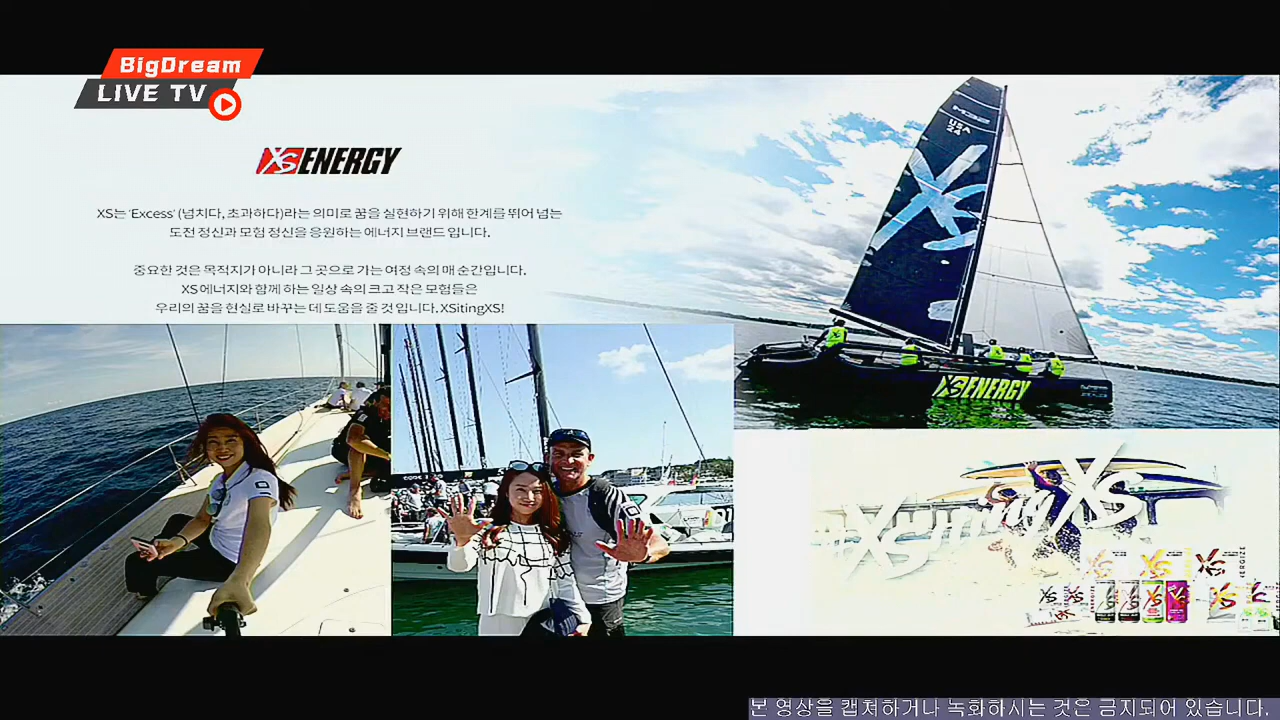 BigDream
LIVE TV
XS ENERGY
XS는 'Excess' (넘치다, 초과하다)라는 의미로 꿈을 실현하기 위해 한계를 뛰어 넘는
도전 정신과 모험 정신을 응원하는 에너지 브랜드 입니다.
중요한 것은 목적지가 아니라 그 곳으로 가는 여정 속의 매 순간입니다.
XS 에너지와 함께 하는 일상 속의 크고 작은 모험들은
우리의 꿈을 현실로 바꾸는 데 도움을 줄 것 입니다. XSitingXS!
M32
USA
24
XS
XS ENERGY
XSitingXS
본 영상을 캡쳐하거나 녹화하시는 것은 금지되어 있습니다.